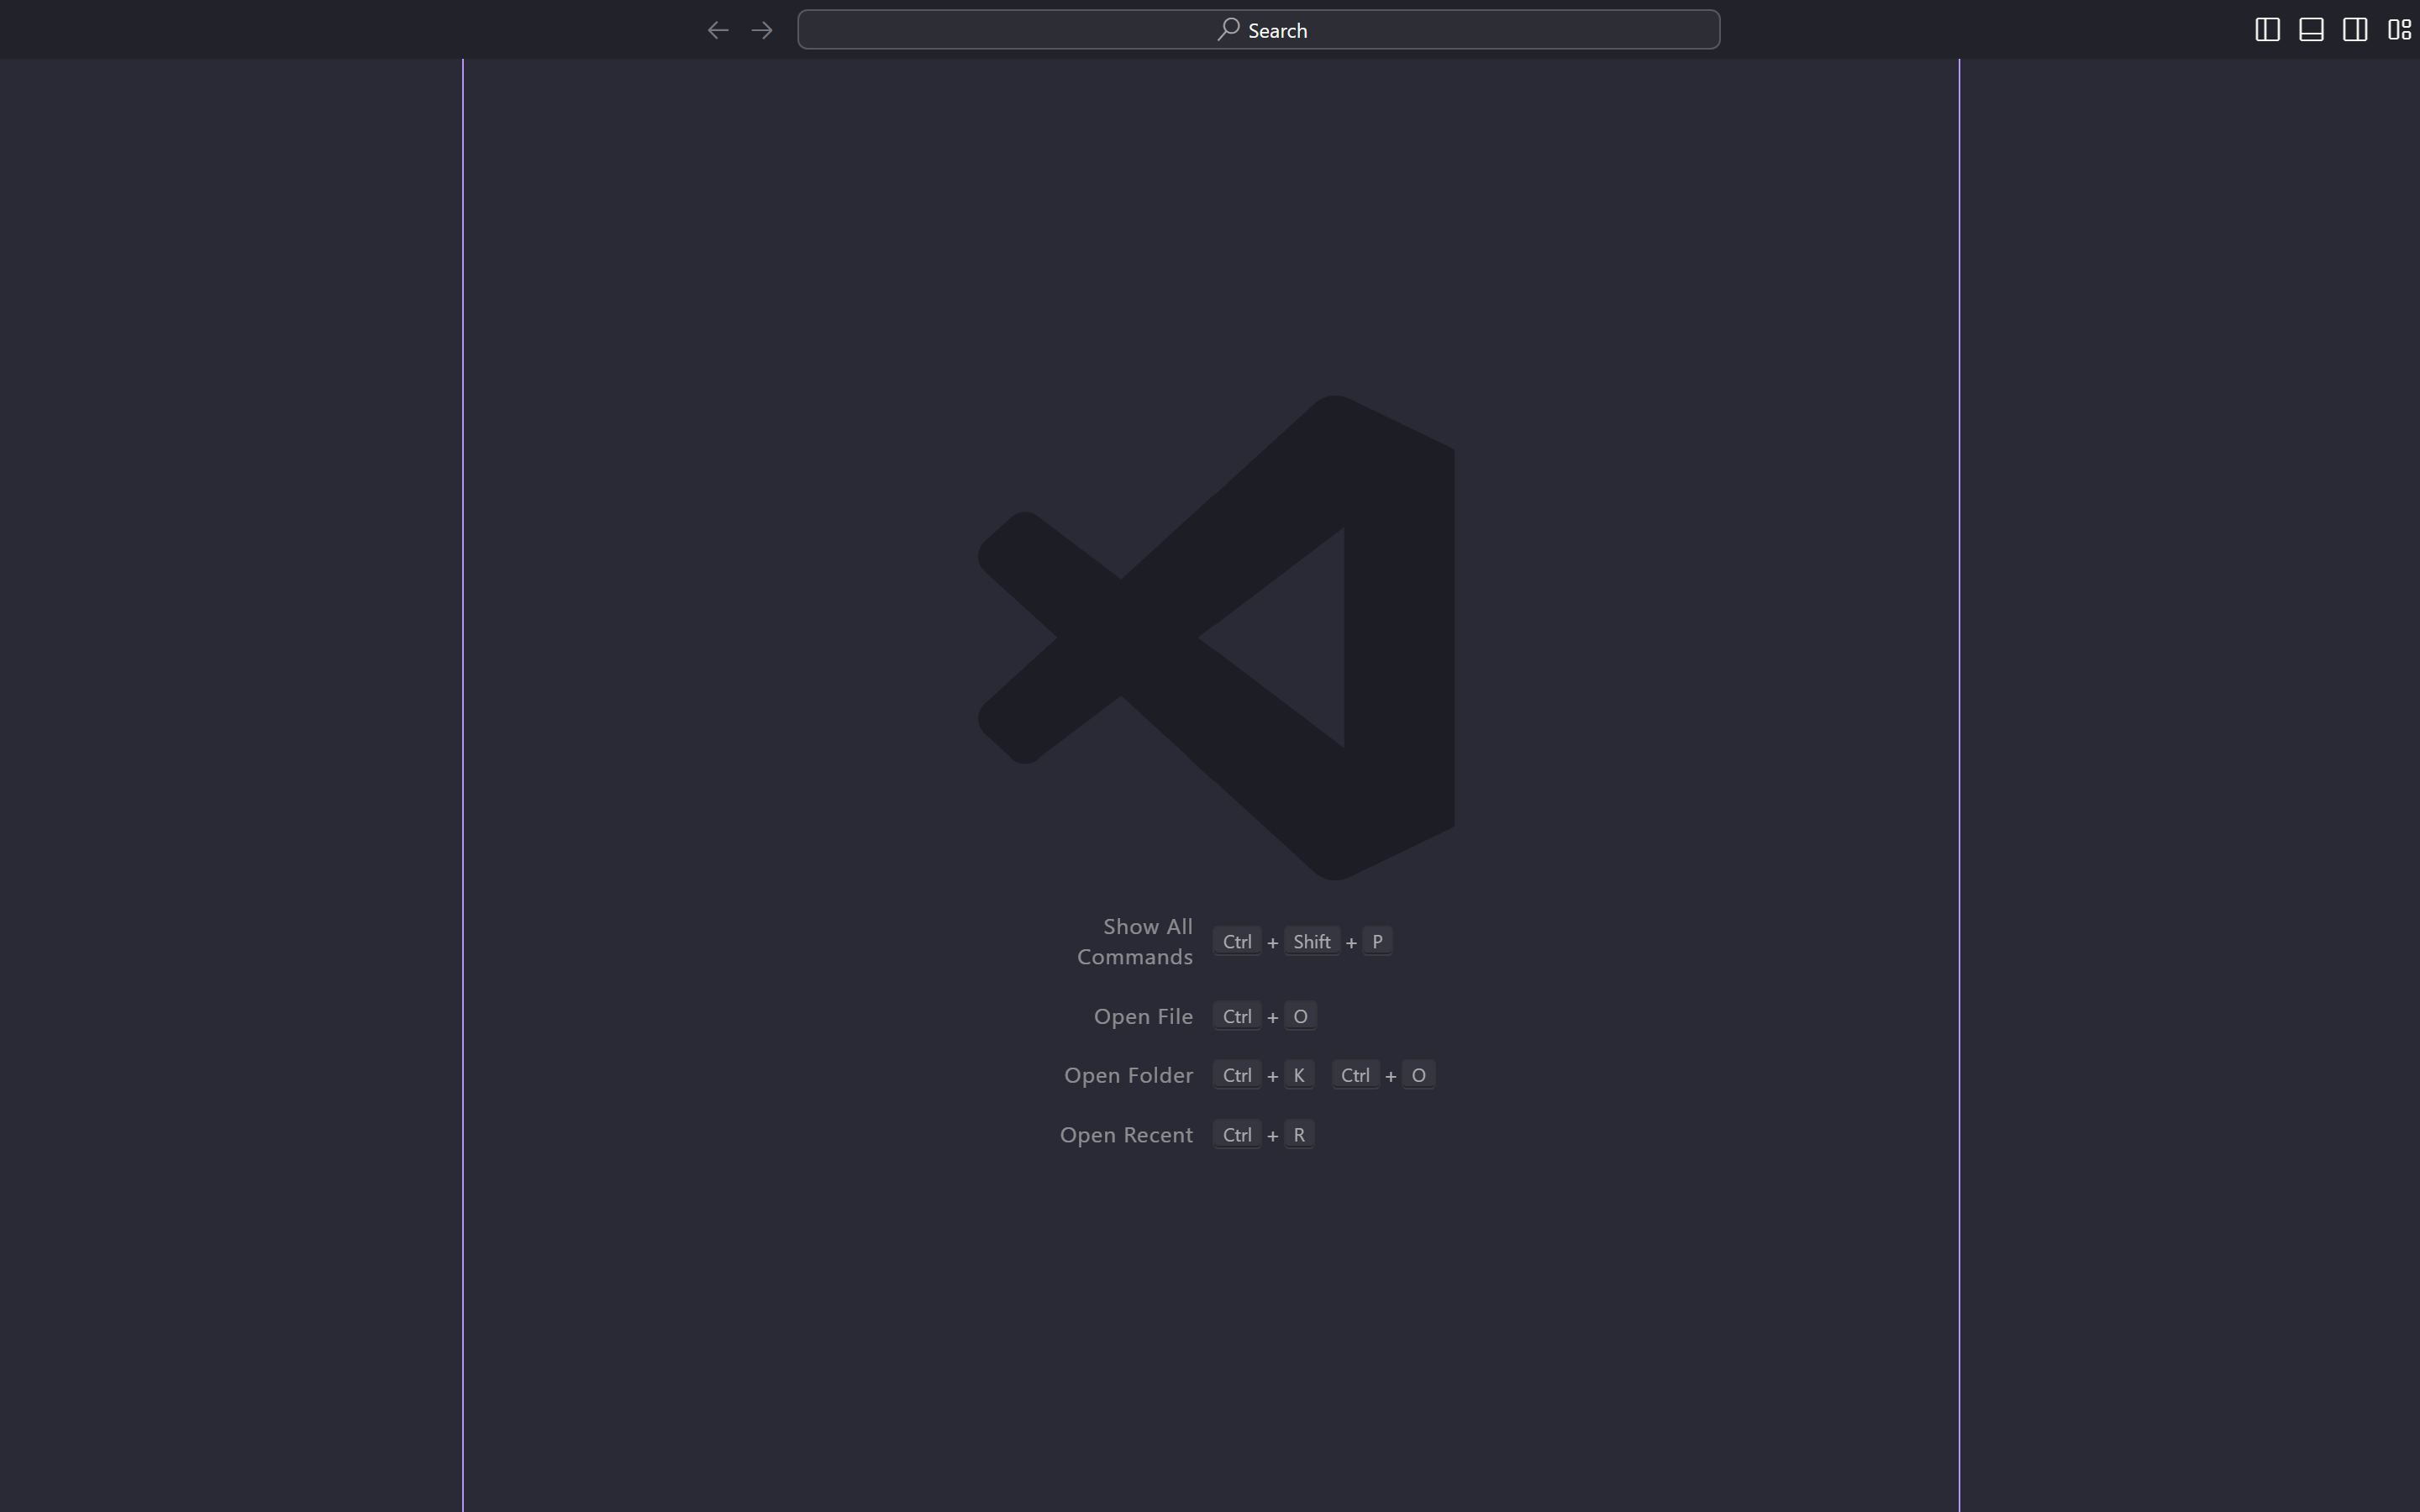 Search
Show All
Commands
Ctrl + Shift + P
Open File Ctrl + O
Open Folder Ctrl + K Ctrl + O
Open Recent Ctrl + R